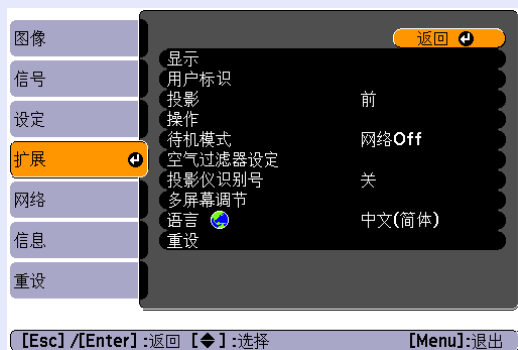 图像
信号
设定
扩展
网络
信息
重设
返回
显示
用户标识
投影 前
操作
待机模式 网络Off
空气过滤器设定
投影仪识别号 关
多屏幕调节
语言 中文(简体)
重设
[Esc] /[Enter] :返回 [◆] :选择 [Menu]:退出